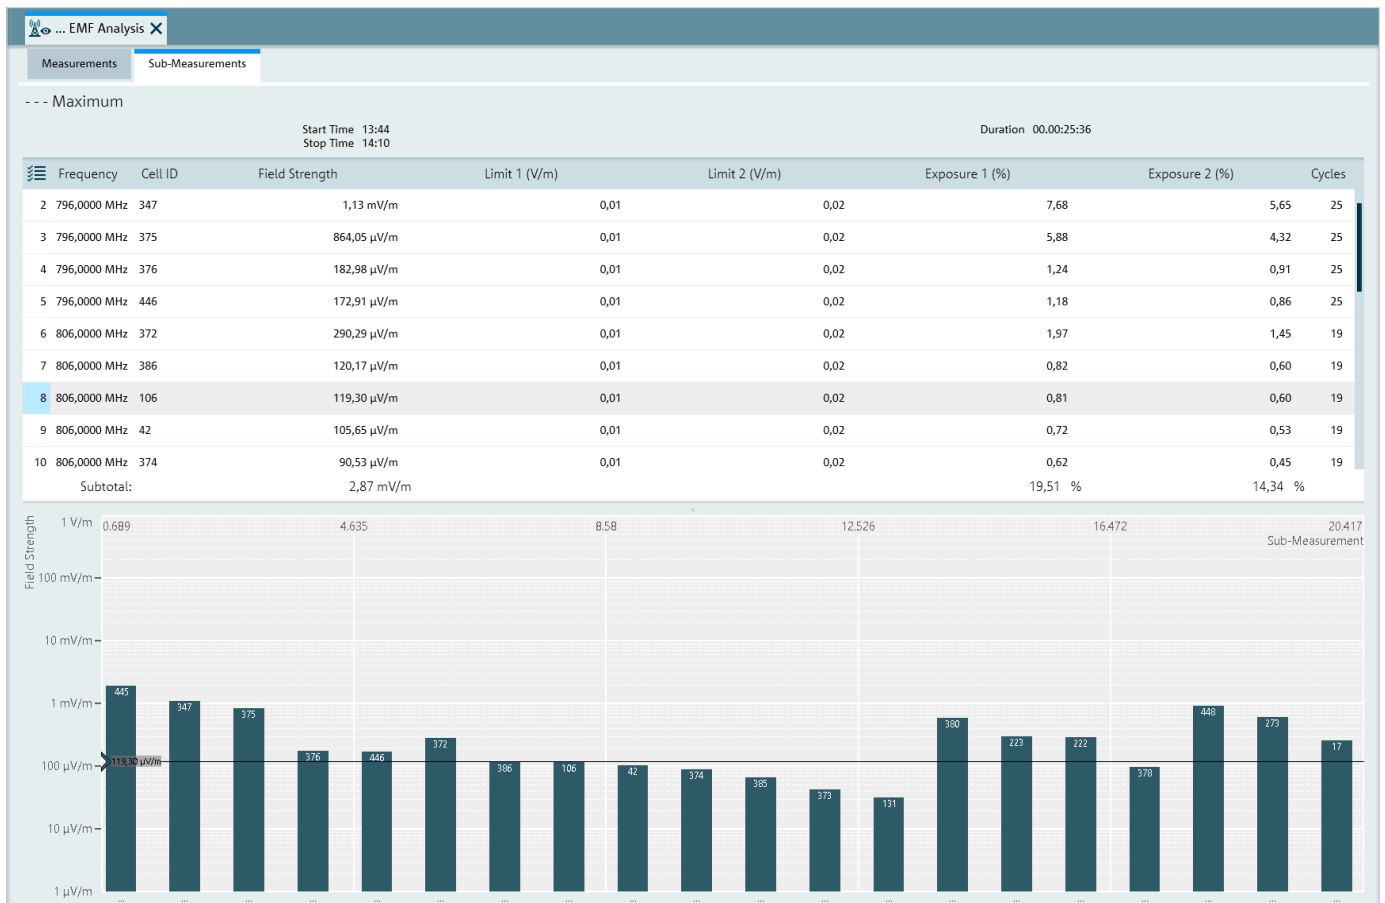 ... EMF Analysis
Measurements Sub-Measurements
- - - Maximum
Start Time 13:44 Duration 00.00:25:36
Stop Time 14:10
Frequency Cell ID Field Strength Limit 1 (V/m) Limit 2 (V/m) Exposure 1 (%) Exposure 2 (%) Cycles
2 796,0000 MHz 347 1,13 mV/m 0,01 0,02 7,68 5,65 25
3 796,0000 MHz 375 864,05 µV/m 0,01 0,02 5,88 4,32 25
4 796,0000 MHz 376 182,98 µV/m 0,01 0,02 1,24 0,91 25
5 796,0000 MHz 446 172,91 µV/m 0,01 0,02 1,18 0,86 25
6 806,0000 MHz 372 290,29 µV/m 0,01 0,02 1,97 1,45 19
7 806,0000 MHz 386 120,17 µV/m 0,01 0,02 0,82 0,60 19
8 806,0000 MHz 106 119,30 µV/m 0,01 0,02 0,81 0,60 19
9 806,0000 MHz 42 105,65 µV/m 0,01 0,02 0,72 0,53 19
10 806,0000 MHz 374 90,53 µV/m 0,01 0,02 0,62 0,45 19
Subtotal: 2,87 mV/m 19,51 % 14,34 %
Field Strength
1 V/m 0.689 4.635 8.58 12.526 16.472 20.417
Sub-Measurement
100 mV/m
10 mV/m
1 mV/m
100 µV/m
10 µV/m
1 µV/m
119,30 µV/m
445 347 375 376 446 372 386 106 42 374 385 373 131 380 223 222 378 448 273 17
... ... ... ... ... ... ... ... ... ... ... ... ... ... ... ... ... ... ... ...